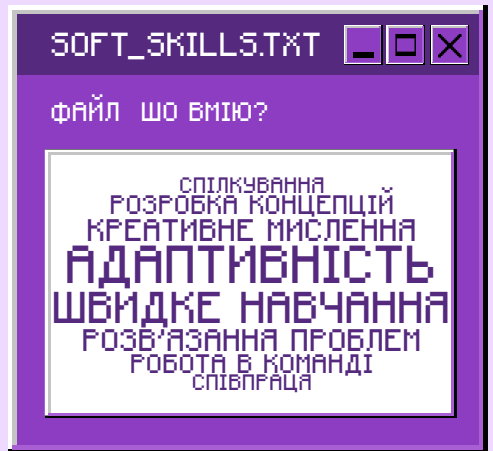 SOFT_SKILLS.TXT
ФАЙЛ ШО ВМІЮ?
СПІЛКУВАННЯ
РОЗРОБКА КОНЦЕПЦІЙ
КРЕАТИВНЕ МИСЛЕННЯ
АДАПТИВНІСТЬ
ШВИДКЕ НАВЧАННЯ
РОЗВ'ЯЗАННЯ ПРОБЛЕМ
РОБОТА В КОМАНДІ
СПІВПРАЦЯ